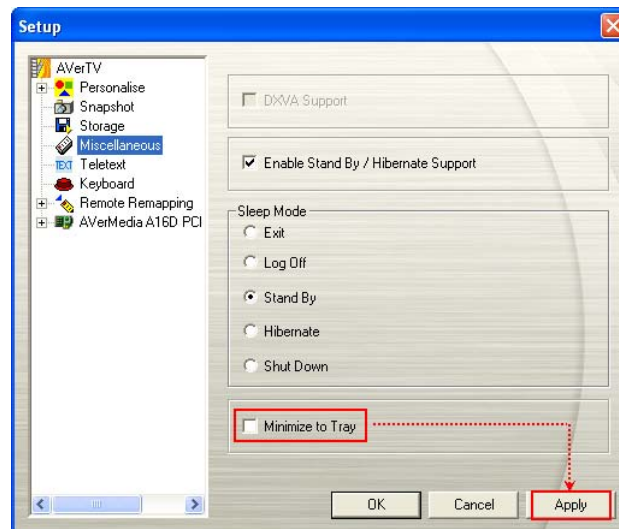 Setup
AVerTV
Personalise
Snapshot
Storage
Miscellaneous
TEXT Teletext
Keyboard
Remote Remapping
AVerMedia A16D PCI
DXVA Support
Enable Stand By / Hibernate Support
Sleep Mode
Exit
Log Off
Stand By
Hibernate
Shut Down
Minimize to Tray
OK
Cancel
Apply